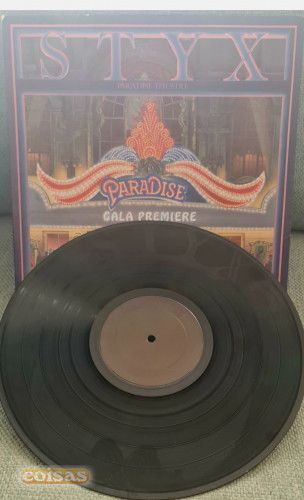 STYX
PARADISE THEATRE
PARADISE
GALA PREMIERE
coisas